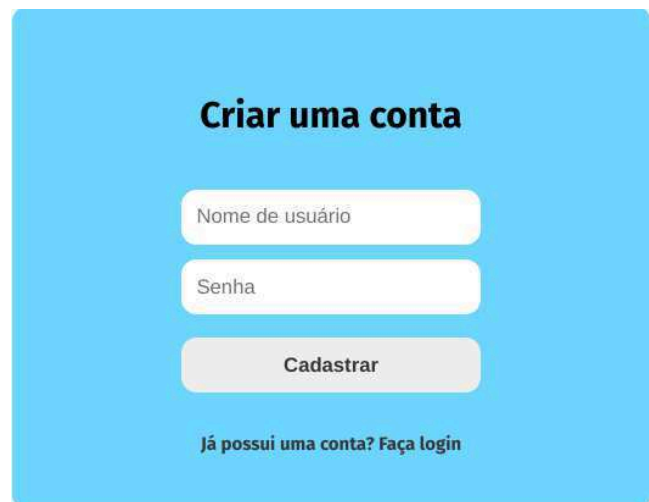 Criar uma conta
Nome de usuário
Senha
Cadastrar
Já possui uma conta? Faça login